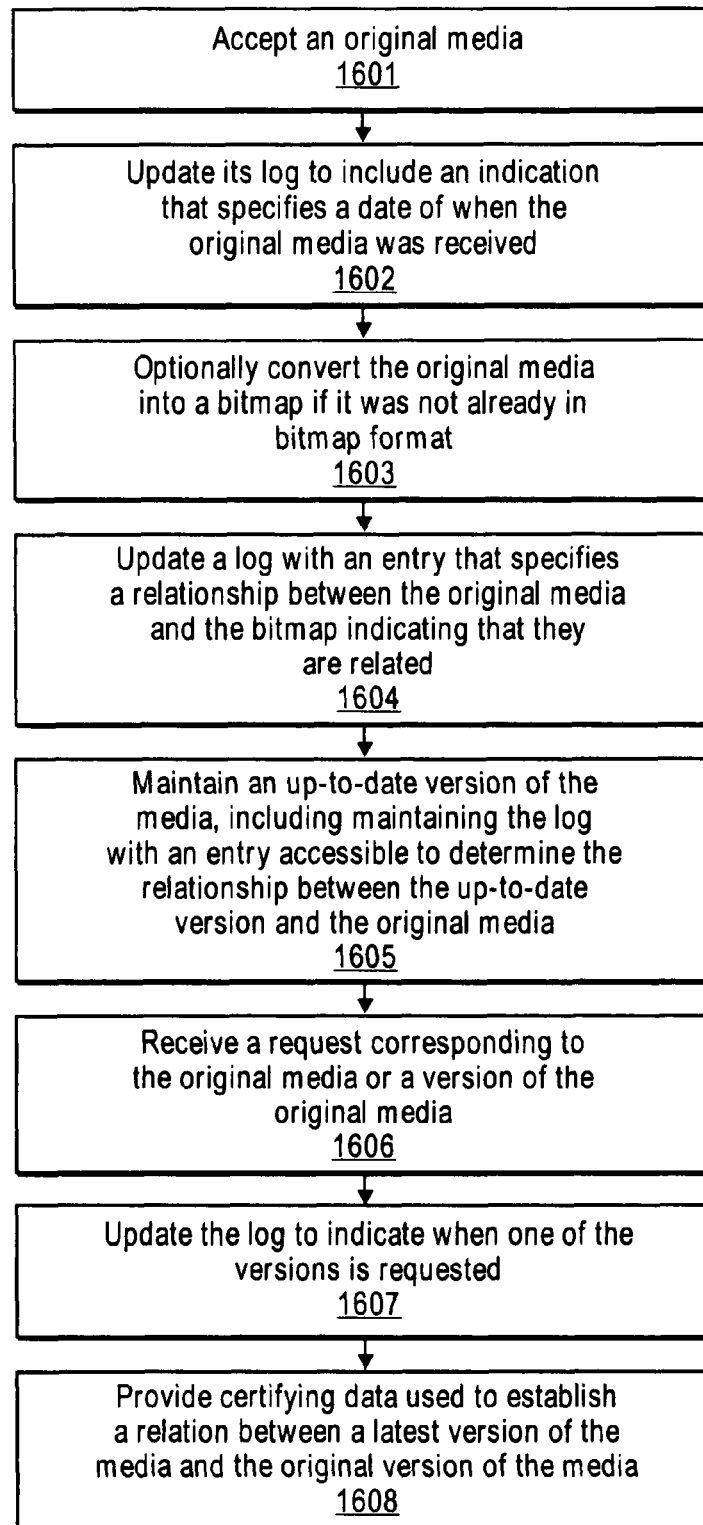 Accept an original media
1601
Update its log to include an indication
that specifies a date of when the
original media was received
1602
Optionally convert the original media
into a bitmap if it was not already in
bitmap format
1603
Update a log with an entry that specifies
a relationship between the original media
and the bitmap indicating that they
are related
1604
Maintain an up-to-date version of the
media, including maintaining the log
with an entry accessible to determine the
relationship between the up-to-date
version and the original media
1605
Receive a request corresponding to
the original media or a version of the
original media
1606
Update the log to indicate when one of the
versions is requested
1607
Provide certifying data used to establish
a relation between a latest version of the
media and the original version of the media
1608